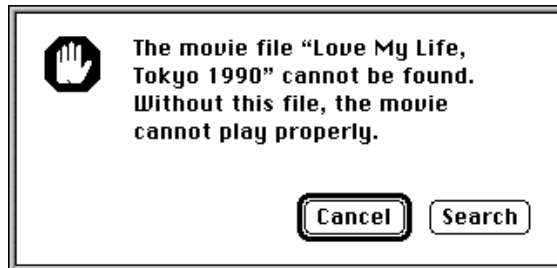 The movie file “Love My Life,
Tokyo 1990” cannot be found.
Without this file, the movie
cannot play properly.
Cancel Search